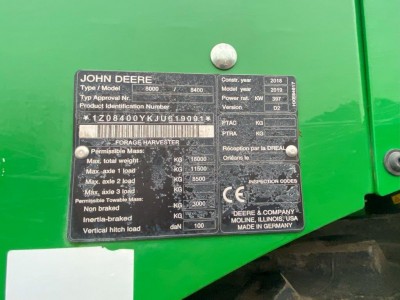 JOHN DEERE
Type / Model 8000 / 8400
Typ Approval Nr.
Product Identification Number
*1Z08400YKJU619091*
FORAGE HARVESTER
Permissible Mass:
Max. total weight KG 18000
Max. axle 1 load KG 11500
Max. axle 2 load KG 8500
Max. axle 3 load KG
Permissible Towable Mass:
Non braked KG 3000
Inertia-braked KG
Vertical hitch load daN 100
Constr. year 2018
Model year 2019
Power rat. KW 397
Version 02
PTAC KG
PTRA KG
Réception par la DREAL
Orléans le
CE
INSPECTION CODES
DEERE & COMPANY
MOLINE, ILLINOIS, USA
MADE IN GERMANY